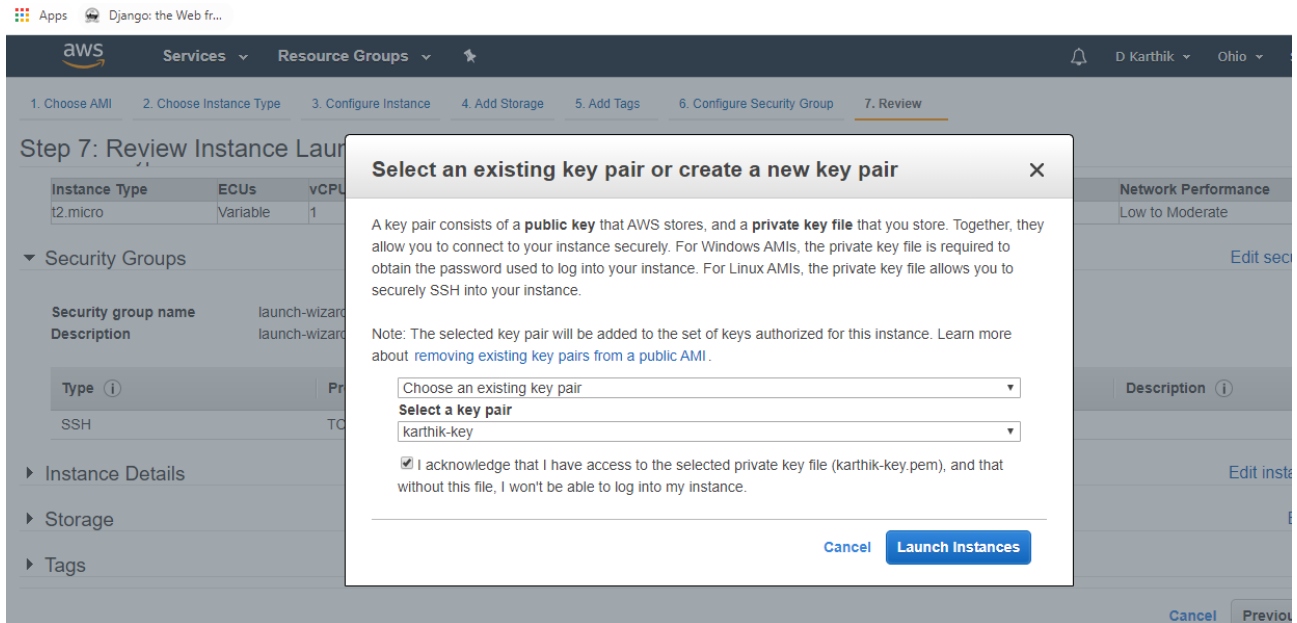 Apps Django: the Web fr...
aws Services Resource Groups D Karthik Ohio
1. Choose AMI 2. Choose Instance Type 3. Configure Instance 4. Add Storage 5. Add Tags 6. Configure Security Group 7. Review
Step 7: Review Instance Laun
Instance Type ECUs vCPU Network Performance
t2.micro Variable 1 Low to Moderate
Security Groups Edit secu
Security group name launch-wizard
Description launch-wizard
Type Pr Description
SSH TC
Instance Details Edit insta
Storage E
Tags
Select an existing key pair or create a new key pair
A key pair consists of a public key that AWS stores, and a private key file that you store. Together, they
allow you to connect to your instance securely. For Windows AMIs, the private key file is required to
obtain the password used to log into your instance. For Linux AMIs, the private key file allows you to
securely SSH into your instance.
Note: The selected key pair will be added to the set of keys authorized for this instance. Learn more
about removing existing key pairs from a public AMI .
Choose an existing key pair
Select a key pair
karthik-key
I acknowledge that I have access to the selected private key file (karthik-key.pem), and that
without this file, I won't be able to log into my instance.
Cancel Launch Instances
Cancel Previou